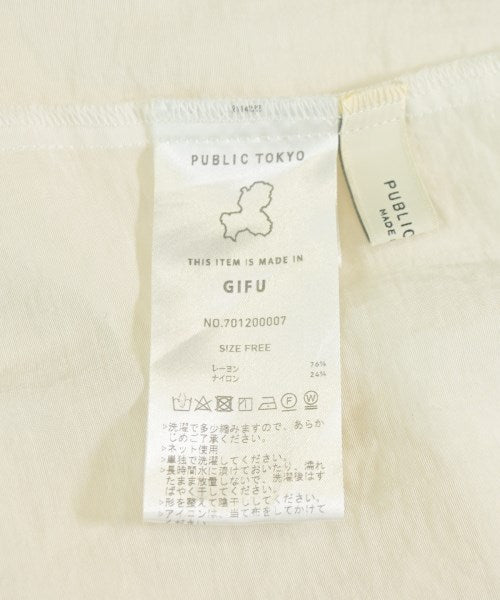 PUBLIC TOKYO
THIS ITEM IS MADE IN
GIFU
NO.701200007
SIZE FREE
レーヨン 76%
ナイロン 24%
>洗濯で多少縮みますので、あらか
じめご了承ください。
>ネット使用
>単独で洗濯してください。
>長時間水に漬けておいたり、濡れ
たまま放置しないで、洗濯後はす
ばやく干してください。
>形を整えて陰干ししてください。
>アイロンは、当て布をしてかけて
ください
PUBLIC
MADE